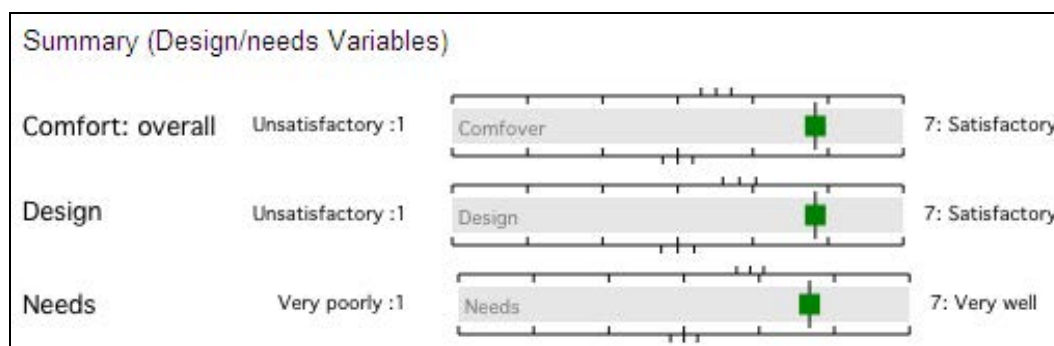 Summary (Design/needs Variables)
Comfort: overall Unsatisfactory :1 Comfover 7: Satisfactory
Design Unsatisfactory :1 Design 7: Satisfactory
Needs Very poorly :1 Needs 7: Very well